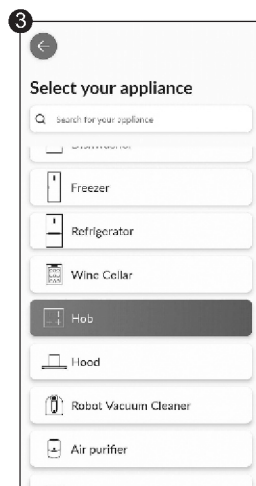 3
Select your appliance
Search for your appliance
Dishwasher
Freezer
Refrigerator
Wine Cellar
Hob
Hood
Robot Vacuum Cleaner
Air purifier